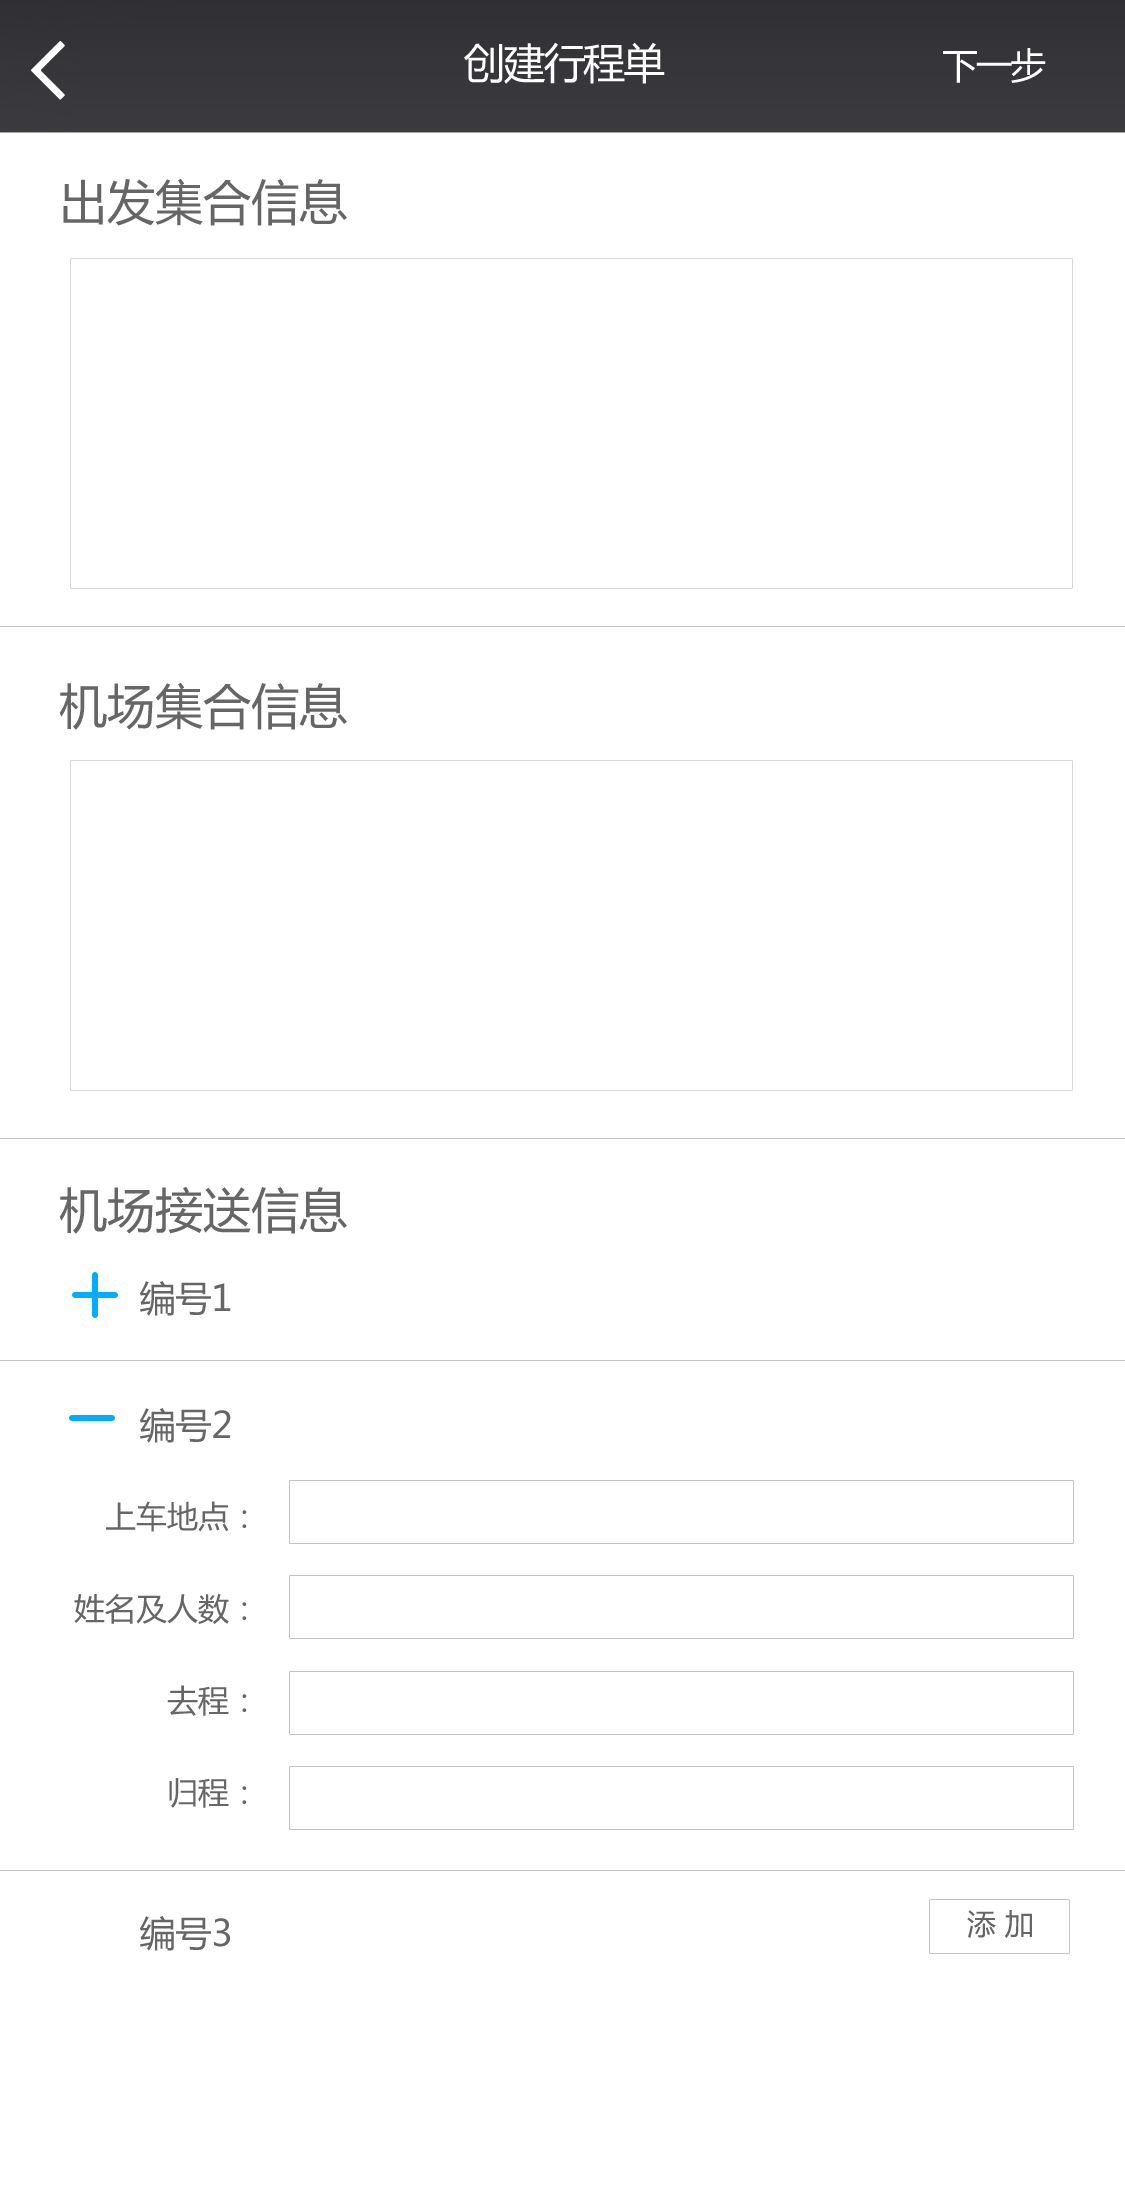 创建行程单
下一步
出发集合信息
机场集合信息
机场接送信息
编号1
编号2
上车地点：
姓名及人数：
去程：
归程：
编号3
添 加